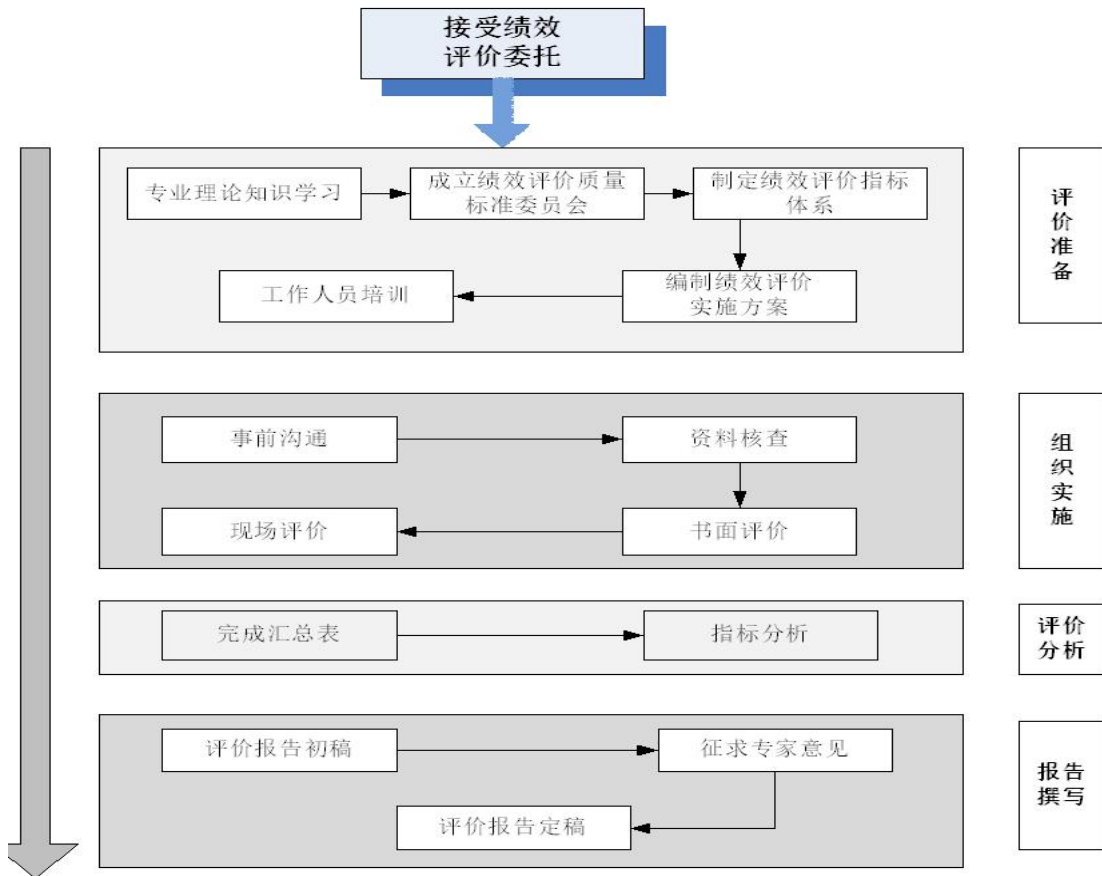 接受绩效
评价委托
专业理论知识学习
成立绩效评价质量
标准委员会
制定绩效评价指标
体系
编制绩效评价
实施方案
工作人员培训
评价准备
事前沟通
资料核查
书面评价
现场评价
组织实施
完成汇总表
指标分析
评价
分析
评价报告初稿
征求专家意见
评价报告定稿
报告
撰写